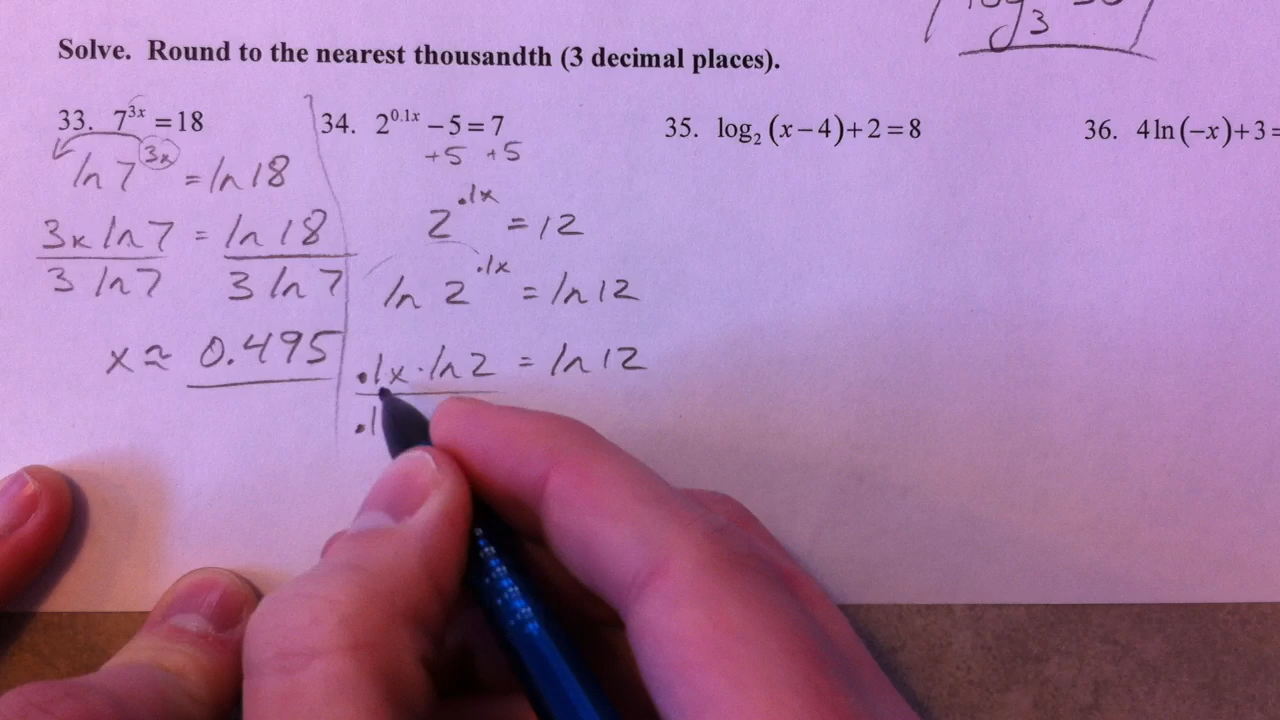 log₃ 
Solve. Round to the nearest thousandth (3 decimal places).
33. 7^{3x} = 18
ln 7^{3x} = ln 18
3x ln 7 = ln 18
3 ln 7 3 ln 7
x ≈ 0.495
34. 2^{0.1x} − 5 = 7
+5 +5
2^{.1x} = 12
ln 2^{.1x} = ln 12
.1x · ln 2 = ln 12
.1
35. log₂ (x − 4) + 2 = 8
36. 4 ln (−x) + 3 =